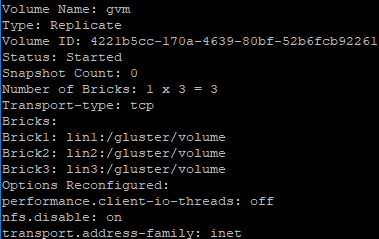 Volume Name: gvm
Type: Replicate
Volume ID: 4221b5cc-170a-4639-80bf-52b6fcb92261
Status: Started
Snapshot Count: 0
Number of Bricks: 1 x 3 = 3
Transport-type: tcp
Bricks:
Brick1: lin1:/gluster/volume
Brick2: lin2:/gluster/volume
Brick3: lin3:/gluster/volume
Options Reconfigured:
performance.client-io-threads: off
nfs.disable: on
transport.address-family: inet